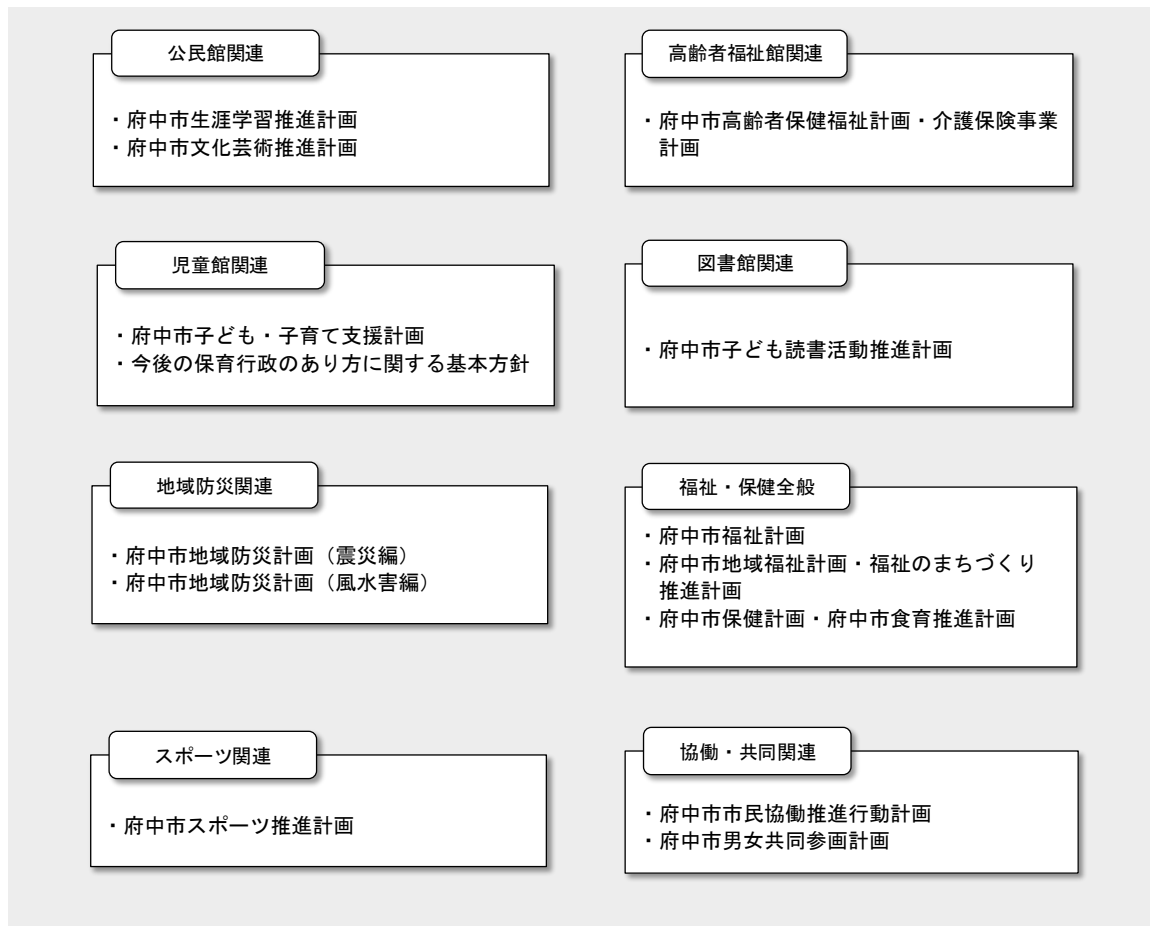 公民館関連
・府中市生涯学習推進計画
・府中市文化芸術推進計画
高齢者福祉館関連
・府中市高齢者保健福祉計画・介護保険事業
計画
児童館関連
・府中市子ども・子育て支援計画
・今後の保育行政のあり方に関する基本方針
図書館関連
・府中市子ども読書活動推進計画
地域防災関連
・府中市地域防災計画（震災編）
・府中市地域防災計画（風水害編）
福祉・保健全般
・府中市福祉計画
・府中市地域福祉計画・福祉のまちづくり
推進計画
・府中市保健計画・府中市食育推進計画
スポーツ関連
・府中市スポーツ推進計画
協働・共同関連
・府中市市民協働推進行動計画
・府中市男女共同参画計画